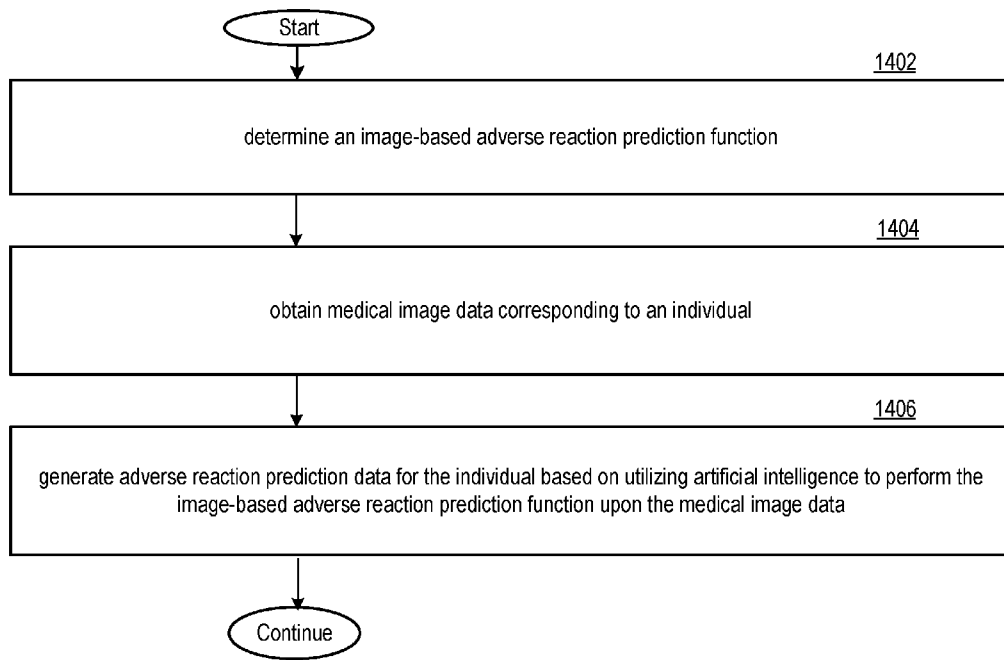 Start
1402
determine an image-based adverse reaction prediction function
1404
obtain medical image data corresponding to an individual
1406
generate adverse reaction prediction data for the individual based on utilizing artificial intelligence to perform the
image-based adverse reaction prediction function upon the medical image data
Continue